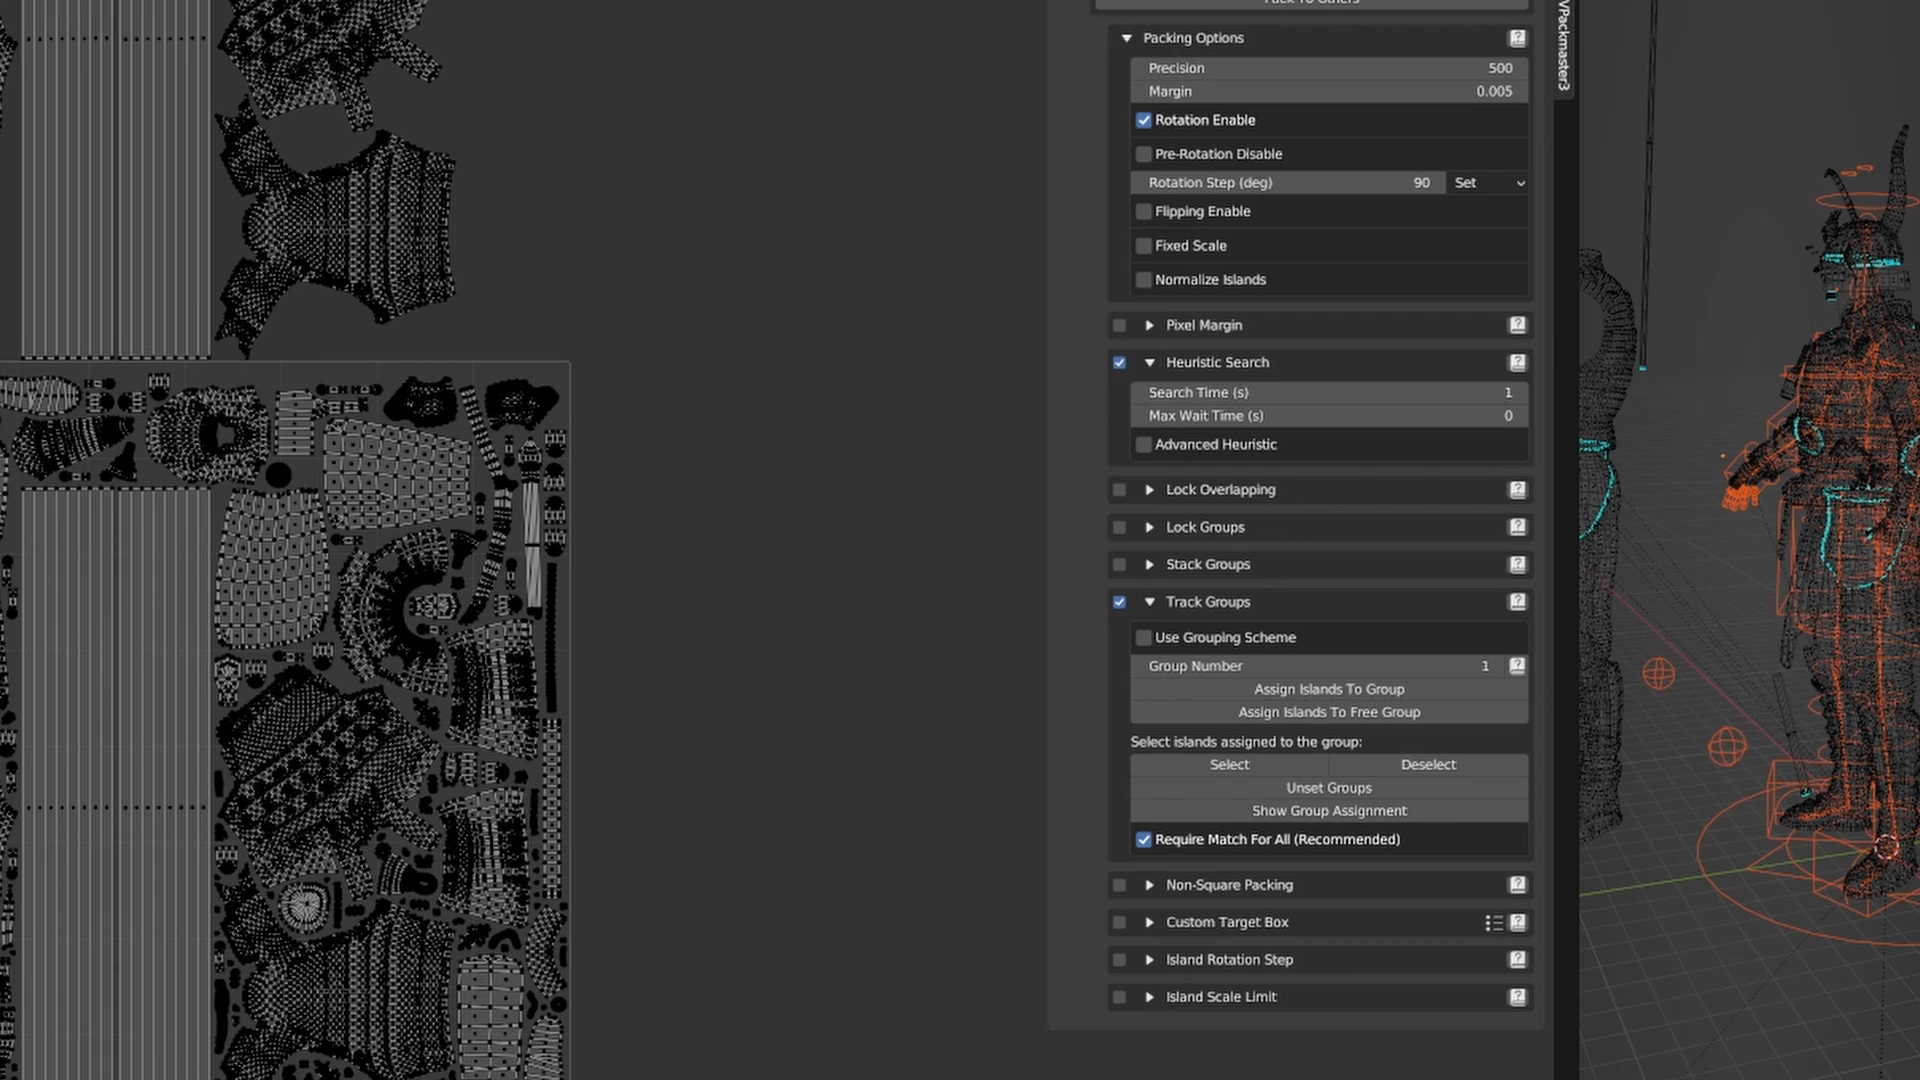 Pack To Others
VPackmaster3
Packing Options
Precision 500
Margin 0.005
Rotation Enable
Pre-Rotation Disable
Rotation Step (deg) 90 Set
Flipping Enable
Fixed Scale
Normalize Islands
Pixel Margin
Heuristic Search
Search Time (s) 1
Max Wait Time (s) 0
Advanced Heuristic
Lock Overlapping
Lock Groups
Stack Groups
Track Groups
Use Grouping Scheme
Group Number 1
Assign Islands To Group
Assign Islands To Free Group
Select islands assigned to the group:
Select Deselect
Unset Groups
Show Group Assignment
Require Match For All (Recommended)
Non-Square Packing
Custom Target Box
Island Rotation Step
Island Scale Limit